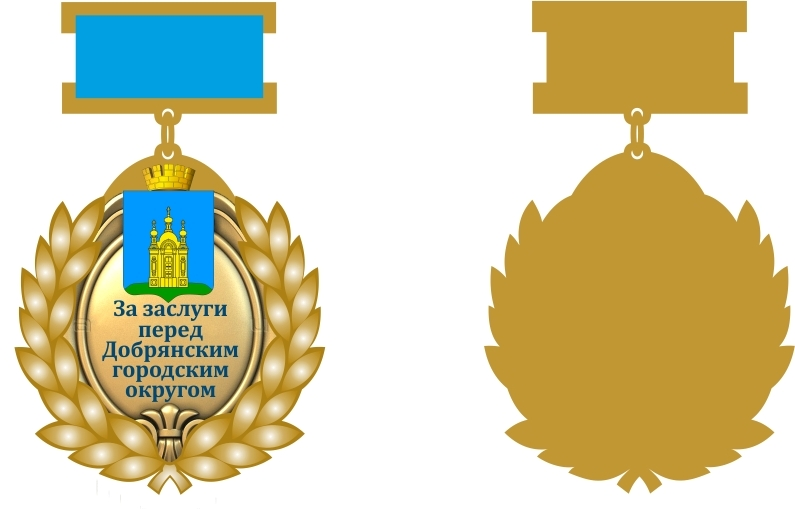 За заслуги
перед
Добрянским
городским
округом